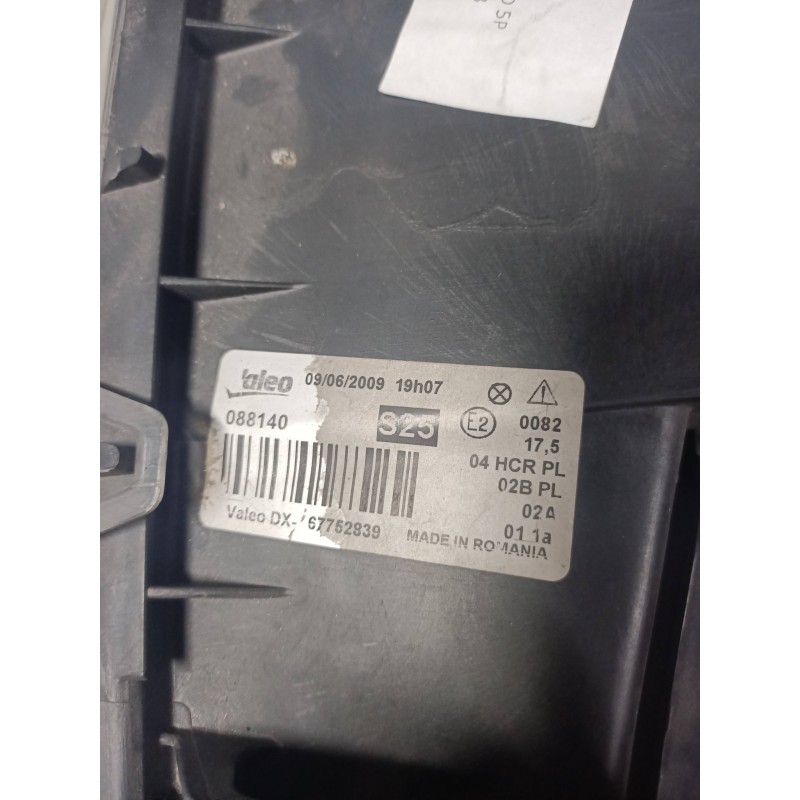 5P
Valeo 09/06/2009 19h07
088140 S25 E2 0082
17,5
04 HCR PL
02B PL
02A
01 1a
Valeo DX- 67752839 MADE IN ROMANIA